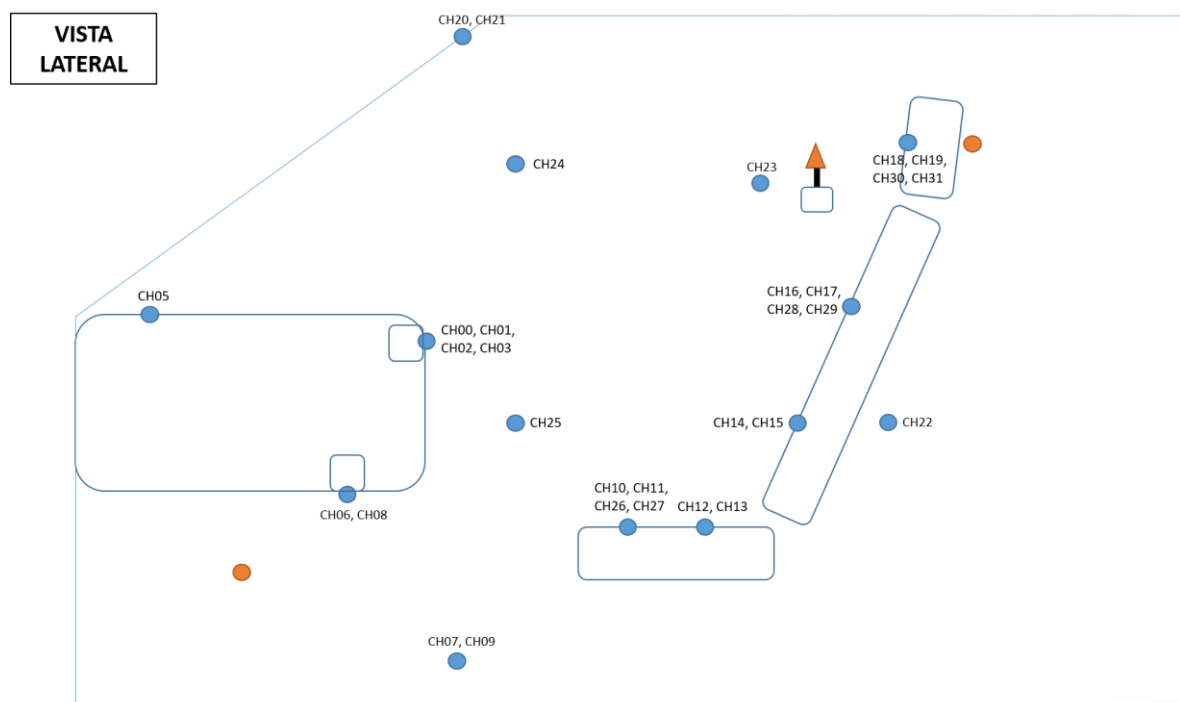 VISTA
LATERAL
CH20, CH21
CH24
CH23
CH18, CH19,
CH30, CH31
CH05
CH16, CH17,
CH28, CH29
CH00, CH01,
CH02, CH03
CH25
CH14, CH15
CH22
CH10, CH11,
CH26, CH27
CH12, CH13
CH06, CH08
CH07, CH09